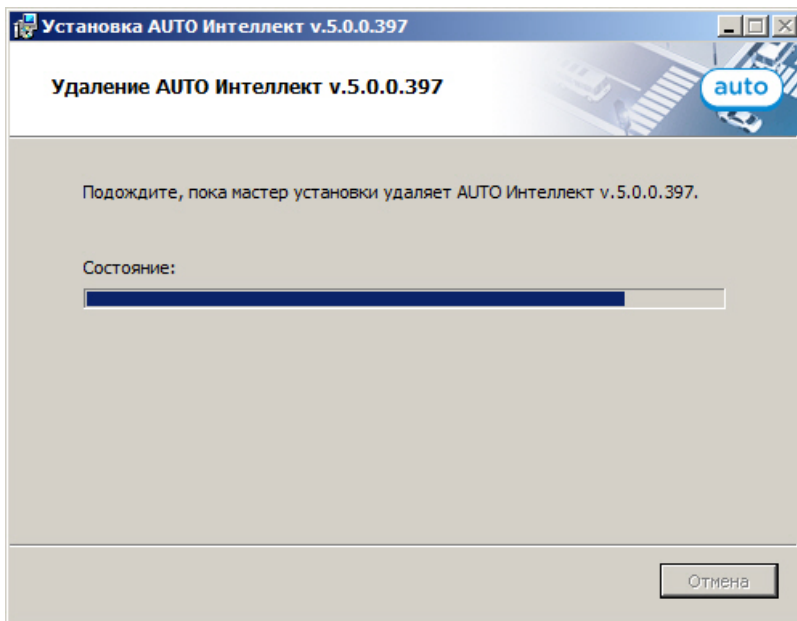 Установка AUTO Интеллект v.5.0.0.397
Удаление AUTO Интеллект v.5.0.0.397
auto
Подождите, пока мастер установки удаляет AUTO Интеллект v.5.0.0.397.
Состояние:
Отмена